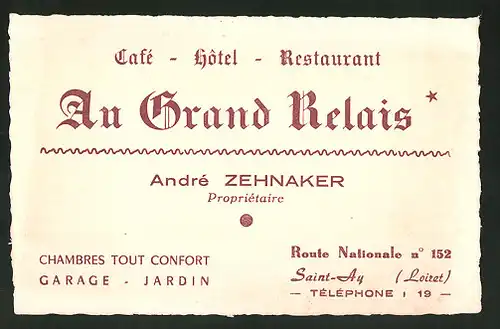 Café - Hôtel - Restaurant
Au Grand Relais *
André ZEHNAKER
Propriétaire
CHAMBRES TOUT CONFORT
GARAGE - JARDIN
Route Nationale n° 152
Saint-Ay (Loiret)
— TÉLÉPHONE : 19 —